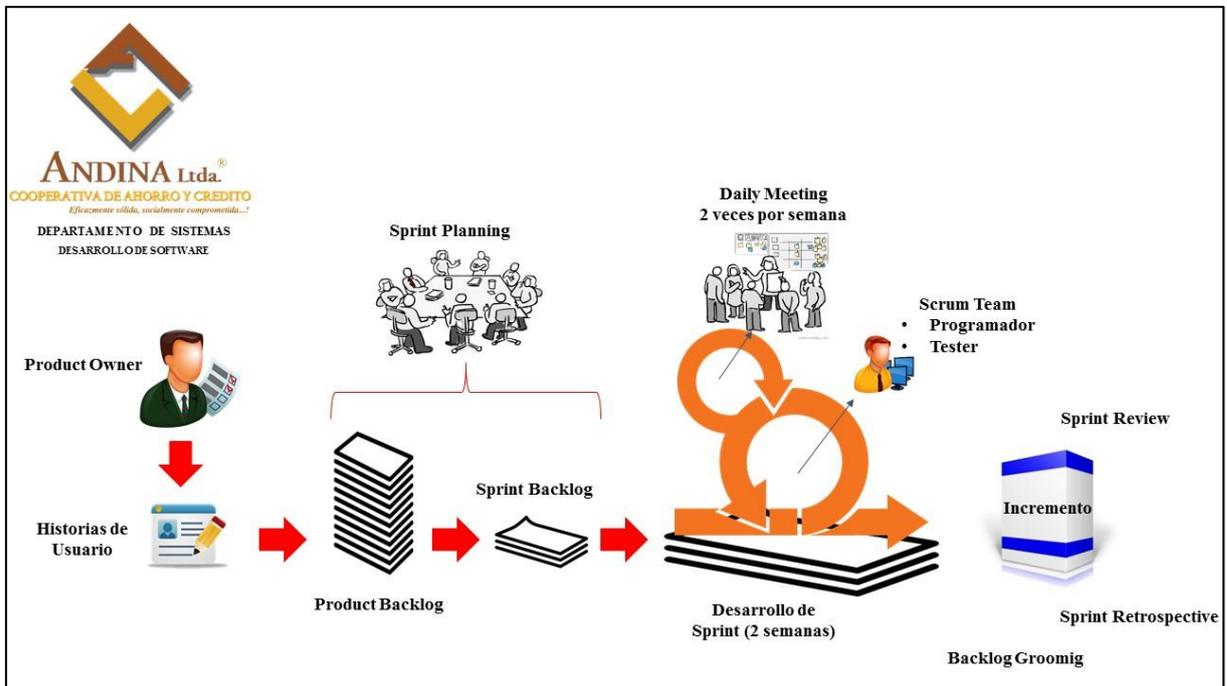 ANDINA Ltda.®
COOPERATIVA DE AHORRO Y CREDITO
Eficazmente sólida, socialmente comprometida...!
DEPARTAMENTO DE SISTEMAS
DESARROLLO DE SOFTWARE
Product Owner
Historias de
Usuario
Sprint Planning
Product Backlog
Sprint Backlog
Daily Meeting
2 veces por semana
Scrum Team
• Programador
• Tester
Desarrollo de
Sprint (2 semanas)
Sprint Review
Incremento
Sprint Retrospective
Backlog Groomig